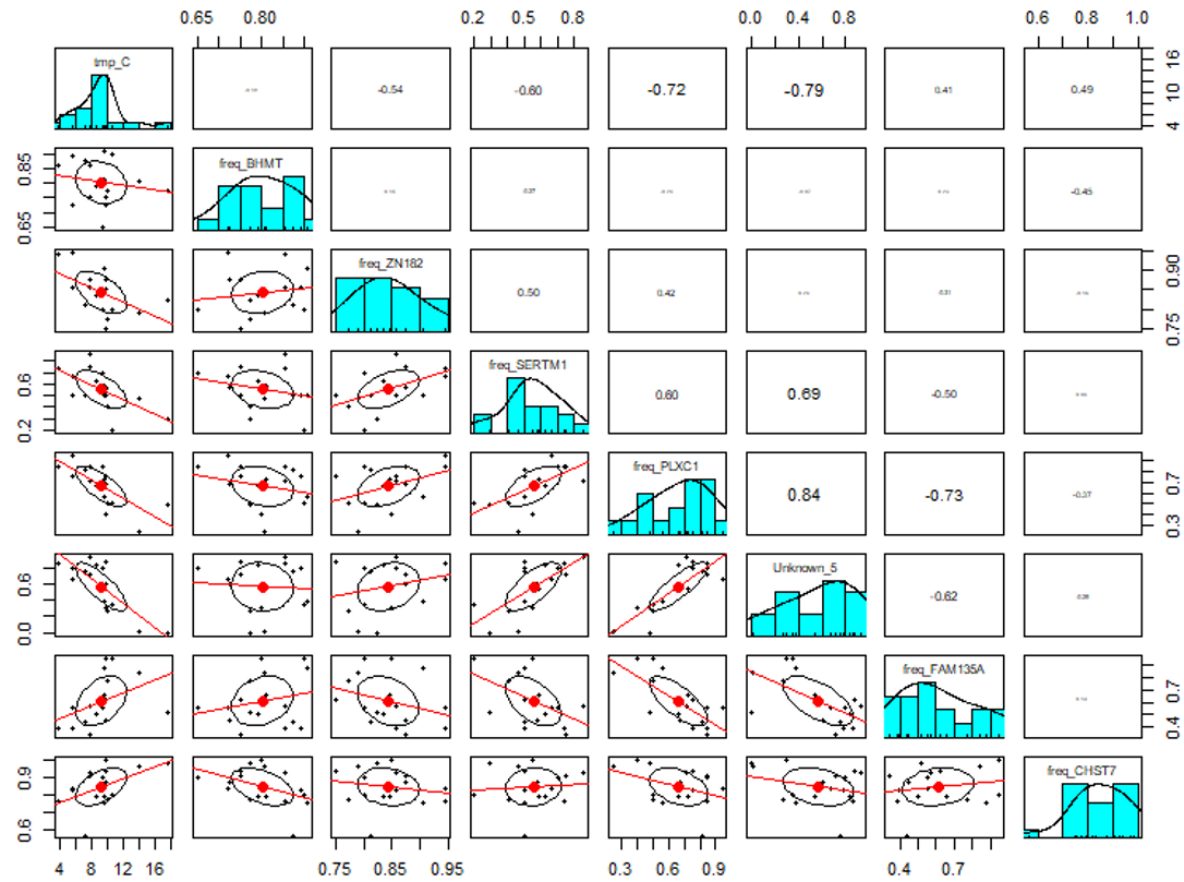 0.65 0.80 0.2 0.5 0.8 0.0 0.4 0.8 0.6 0.8 1.0
tmp_C -0.54 -0.60 -0.72 -0.79 0.41 0.49 4 10 16
0.65 0.85 freq_BHMT -0.45
freq_ZN182 0.50 0.42 0.75 0.90
0.2 0.6 freq_SERTM1 0.60 0.69 -0.50
freq_PLXC1 0.84 -0.73 -0.37 0.3 0.7
0.0 0.6 Unknown_5 -0.62
freq_FAM135A 0.4 0.7
0.6 0.9 freq_CHST7
4 8 12 16 0.75 0.85 0.95 0.3 0.6 0.9 0.4 0.7